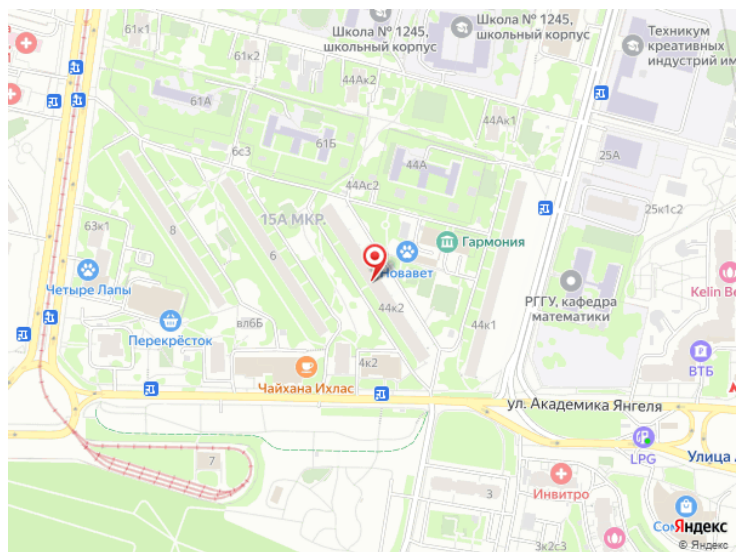 61к1
61к2
Школа № 1245,
школьный корпус
Школа № 1245,
школьный корпус
Техникум
креативных
индустрий им
44Ак2
61А
61Б
44Ак1
6с3
44А
25А
44Ас2
25к1с2
63к1
8
15А МКР.
6
Гармония
Новавет
Четыре Лапы
Kelin Be
РГГУ, кафедра
математики
44к2
44к1
вл6Б
Перекрёсток
4к2
ВТБ
Чайхана Ихлас
ул. Академика Янгеля
LPG
Улица А
7
Инвитро
3
Сом
Яндекс
3к2с3
© Яндекс